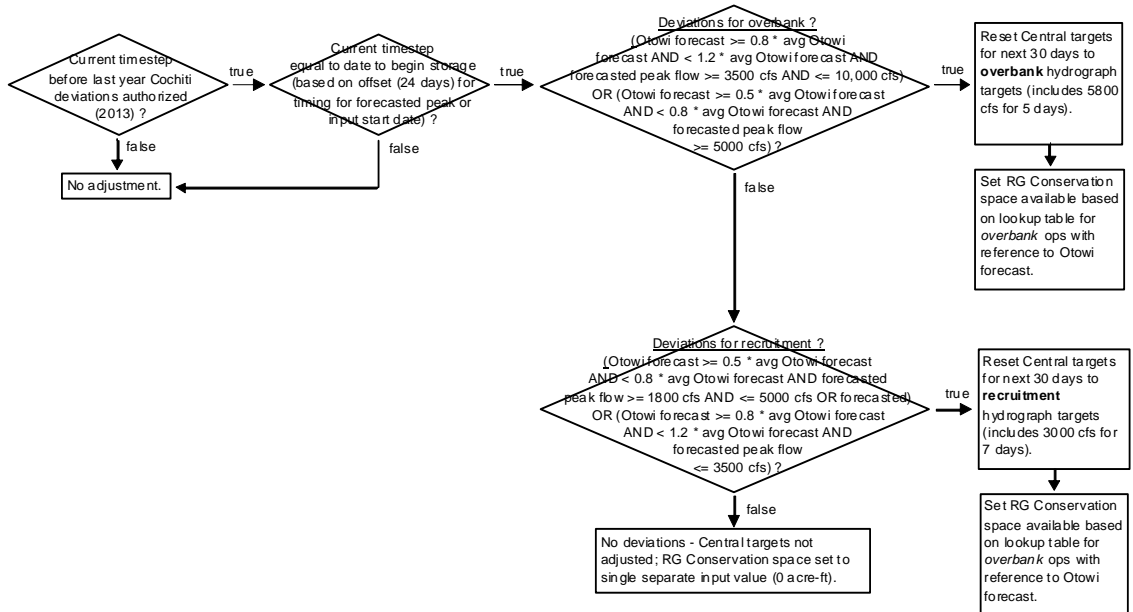 Current timestep
before last year Cochiti
deviations authorized
(2013) ?
true
false
No adjustment.
Current timestep
equal to date to begin storage
(based on offset (24 days) for
timing for forecasted peak or
input start date) ?
true
false
Deviations for overbank ?
(Otowi forecast >= 0.8 * avg Otowi
forecast AND < 1.2 * avg Otowi forecast AND
forecasted peak flow >= 3500 cfs AND <= 10,000 cfs)
OR (Otowi forecast >= 0.5 * avg Otowi forecast
AND < 0.8 * avg Otowi forecast AND
forecasted peak flow
>= 5000 cfs) ?
true
false
Reset Central targets
for next 30 days to
overbank hydrograph
targets (includes 5800
cfs for 5 days).
Set RG Conservation
space available based
on lookup table for
overbank ops with
reference to Otowi
forecast.
Deviations for recruitment ?
(Otowi forecast >= 0.5 * avg Otowi forecast
AND < 0.8 * avg Otowi forecast AND forecasted
peak flow >= 1800 cfs AND <= 5000 cfs OR forecasted)
OR (Otowi forecast >= 0.8 * avg Otowi forecast
AND < 1.2 * avg Otowi forecast AND
forecasted peak flow
<= 3500 cfs) ?
true
false
Reset Central targets
for next 30 days to
recruitment
hydrograph targets
(includes 3000 cfs for
7 days).
Set RG Conservation
space available based
on lookup table for
overbank ops with
reference to Otowi
forecast.
No deviations - Central targets not
adjusted; RG Conservation space set to
single separate input value (0 acre-ft).